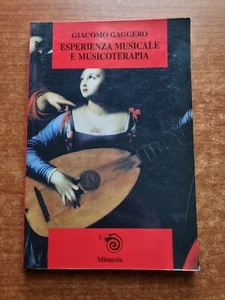 GIACOMO GAGGERO
ESPERIENZA MUSICALE
E MUSICOTERAPIA
Mimesis